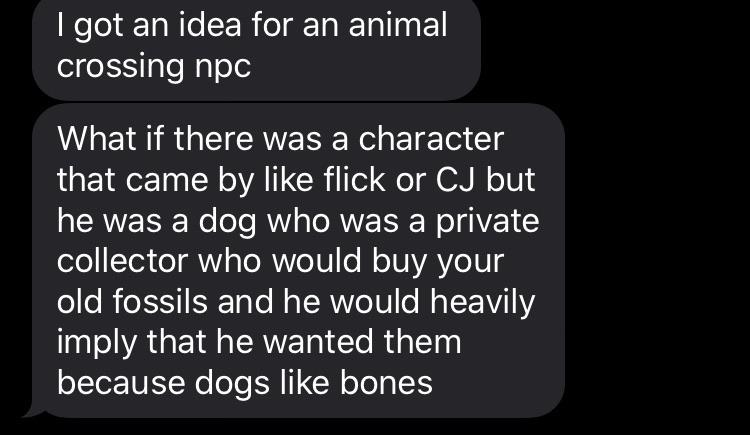 I got an idea for an animal
crossing npc
What if there was a character
that came by like flick or CJ but
he was a dog who was a private
collector who would buy your
old fossils and he would heavily
imply that he wanted them
because dogs like bones